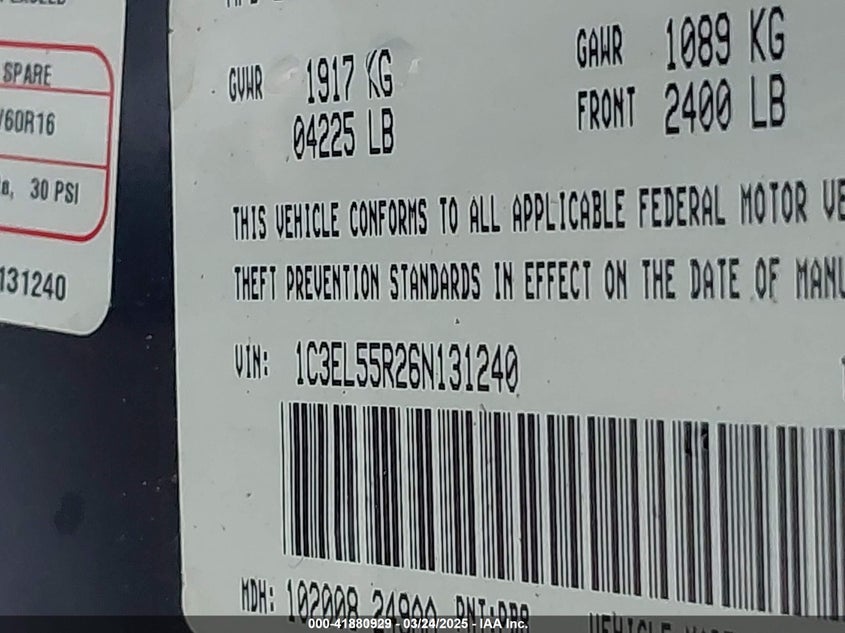 SPARE
/60R16
30 PSI
131240
GVWR 1917 KG
04225 LB
GAWR 1089 KG
FRONT 2400 LB
THIS VEHICLE CONFORMS TO ALL APPLICABLE FEDERAL MOTOR VE
THEFT PREVENTION STANDARDS IN EFFECT ON THE DATE OF MANU
VIN: 1C3EL55R26N131240
MDH: 102008
000-41880929 - 03/24/2025 - IAA Inc.